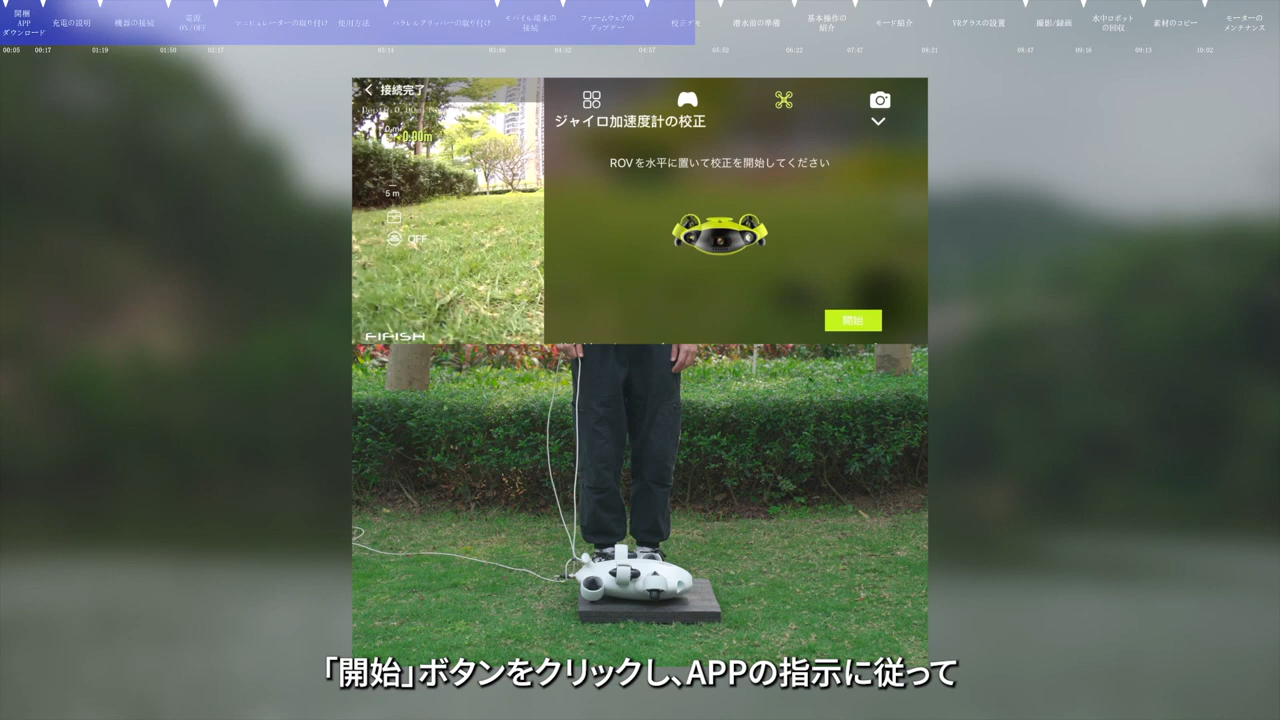 開梱
APP
ダウンロード
充電の説明
機器の接続
電源
ON/OFF
マニピュレーターの取り付け
使用方法
パラレルグリッパーの取り付け
モバイル端末の
接続
ファームウェアの
アップデート
校正デモ
潜水前の準備
基本操作の
紹介
モード紹介
VRグラスの設置
撮影/録画
水中ロボット
の回収
素材のコピー
モーターの
メンテナンス
00:05
00:17
01:19
01:50
02:17
03:14
03:46
04:32
04:57
05:52
06:22
07:47
08:21
08:47
09:16
09:13
10:02
接続完了
0.00m
5 m
OFF
FIFISH
ジャイロ加速度計の校正
ROVを水平に置いて校正を開始してください
開始
「開始」ボタンをクリックし、APPの指示に従って